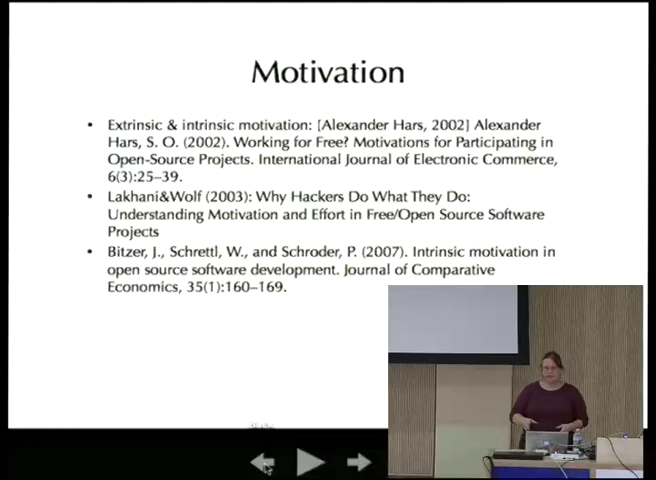 Motivation
• Extrinsic & intrinsic motivation: [Alexander Hars, 2002] Alexander
Hars, S. O. (2002). Working for Free? Motivations for Participating in
Open-Source Projects. International Journal of Electronic Commerce,
6(3):25–39.
• Lakhani&Wolf (2003): Why Hackers Do What They Do:
Understanding Motivation and Effort in Free/Open Source Software
Projects
• Bitzer, J., Schrettl, W., and Schroder, P. (2007). Intrinsic motivation in
open source software development. Journal of Comparative
Economics, 35(1):160–169.